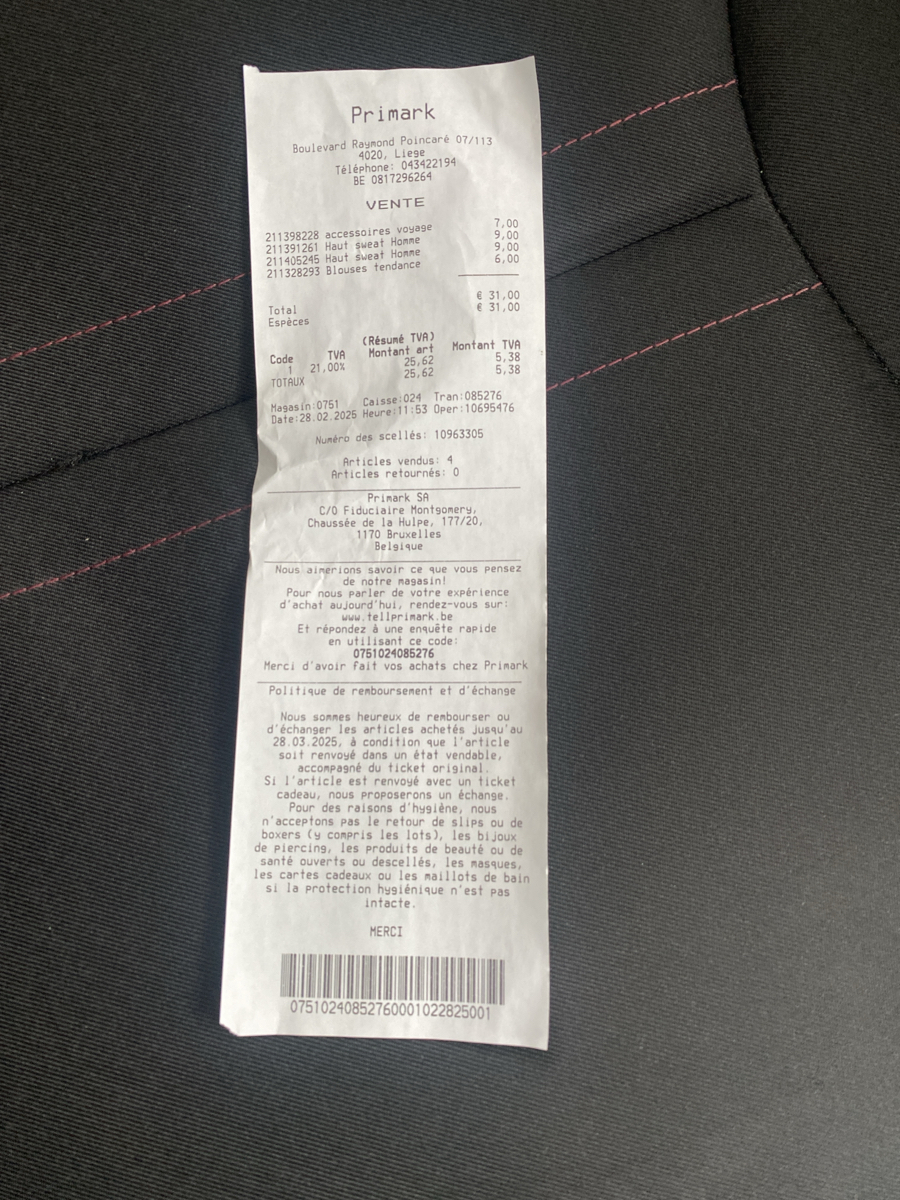 Primark
Boulevard Raymond Poincaré 07/113
4020, Liege
Téléphone: 043422194
BE 0817296264
VENTE
211398228 accessoires voyage 7,00
211391261 Haut sweat Homme 9,00
211405245 Haut sweat Homme 9,00
211328293 Blouses tendance 6,00
Total € 31,00
Espèces € 31,00
(Résumé TVA)
Code TVA Montant art Montant TVA
1 21,00% 25,62 5,38
TOTAUX 25,62 5,38
Magasin:0751 Caisse:024 Tran:085276
Date:28.02.2025 Heure:11:53 Oper:10695476
Numéro des scellés: 10963305
Articles vendus: 4
Articles retournés: 0
Primark SA
C/O Fiduciaire Montgomery,
Chaussée de la Hulpe, 177/20,
1170 Bruxelles
Belgique
Nous aimerions savoir ce que vous pensez
de notre magasin!
Pour nous parler de votre expérience
d'achat aujourd'hui, rendez-vous sur:
www.tellprimark.be
Et répondez à une enquête rapide
en utilisant ce code:
0751024085276
Merci d'avoir fait vos achats chez Primark
Politique de remboursement et d'échange
Nous sommes heureux de rembourser ou
d'échanger les articles achetés jusqu'au
28.03.2025, à condition que l'article
soit renvoyé dans un état vendable,
accompagné du ticket original.
Si l'article est renvoyé avec un ticket
cadeau, nous proposerons un échange.
Pour des raisons d'hygiène, nous
n'acceptons pas le retour de slips ou de
boxers (y compris les lots), les bijoux
de piercing, les produits de beauté ou de
santé ouverts ou descellés, les masques,
les cartes cadeaux ou les maillots de bain
si la protection hygiénique n'est pas
intacte.
MERCI
07510240852760001022825001